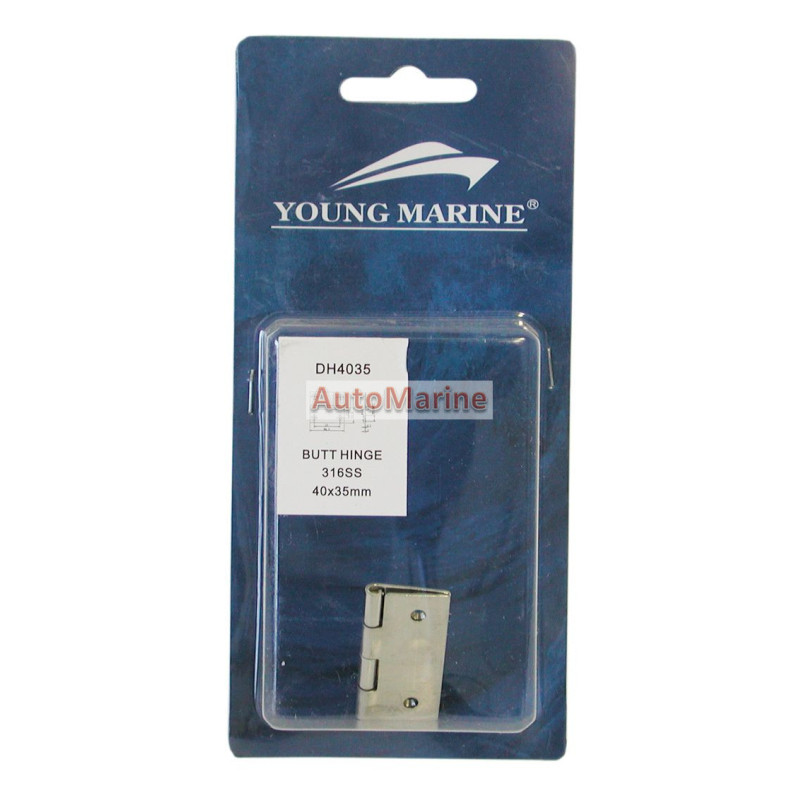 YOUNG MARINE®
DH4035
AutoMarine
BUTT HINGE
316SS
40x35mm